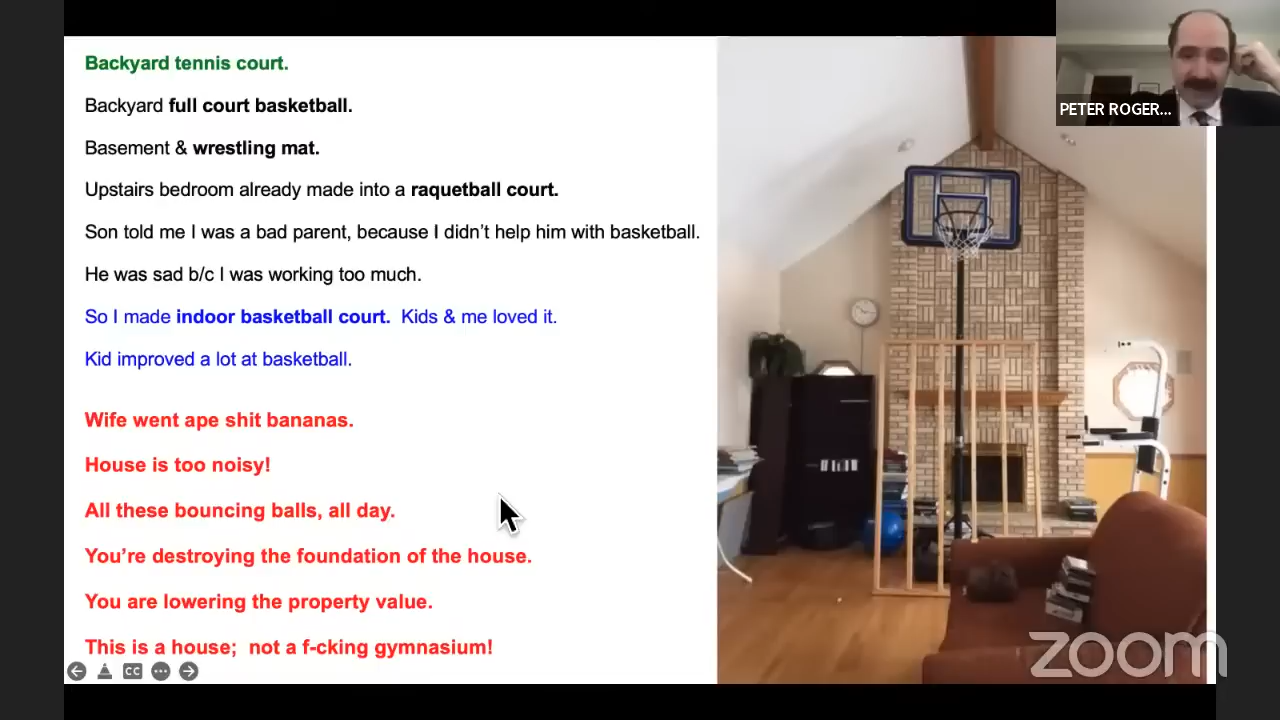 Backyard tennis court.
Backyard full court basketball.
Basement & wrestling mat.
Upstairs bedroom already made into a raquetball court.
Son told me I was a bad parent, because I didn’t help him with basketball.
He was sad b/c I was working too much.
So I made indoor basketball court.  Kids & me loved it.
Kid improved a lot at basketball.
Wife went ape shit bananas.
House is too noisy!
All these bouncing balls, all day.
You’re destroying the foundation of the house.
You are lowering the property value.
This is a house;  not a f-cking gymnasium!
CC
PETER ROGER...
zoom